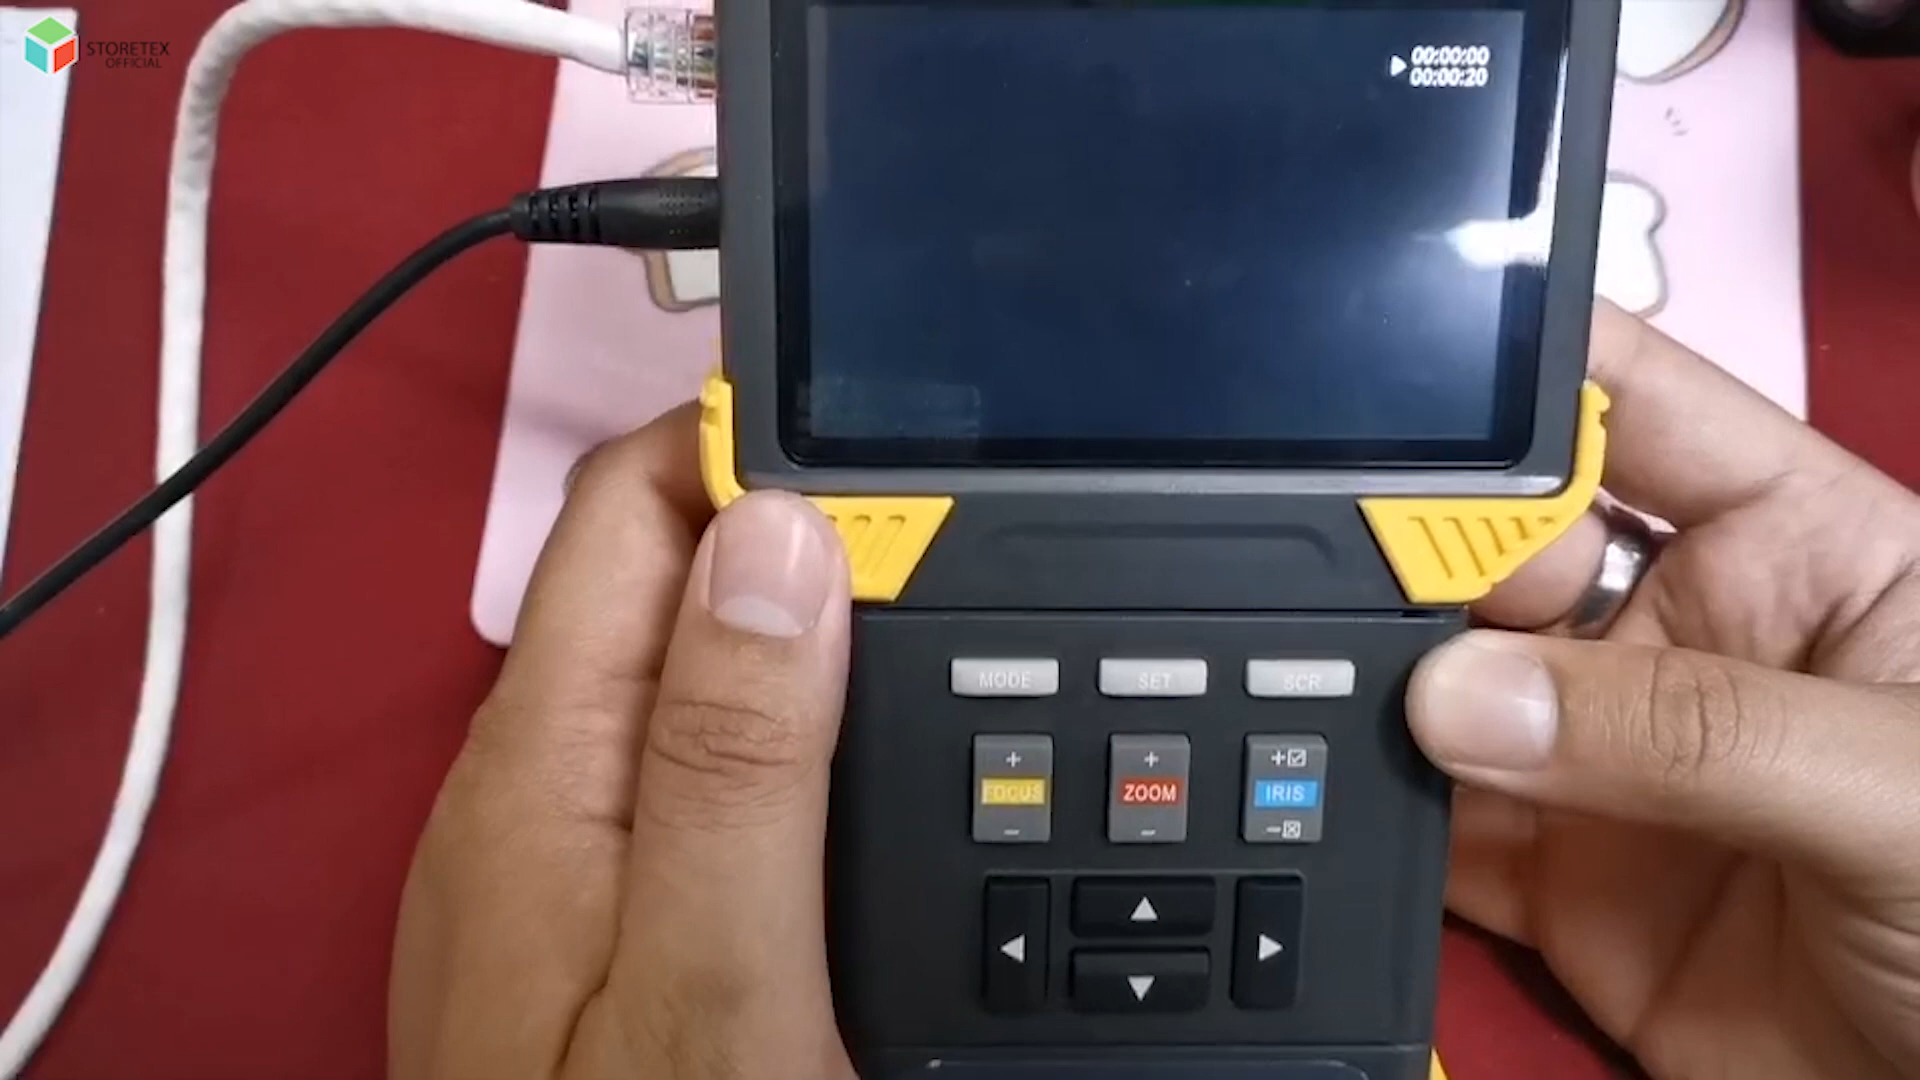 STORETEX
OFFICIAL
00:00:00
00:00:20
MODE SET SCR
FOCUS ZOOM IRIS